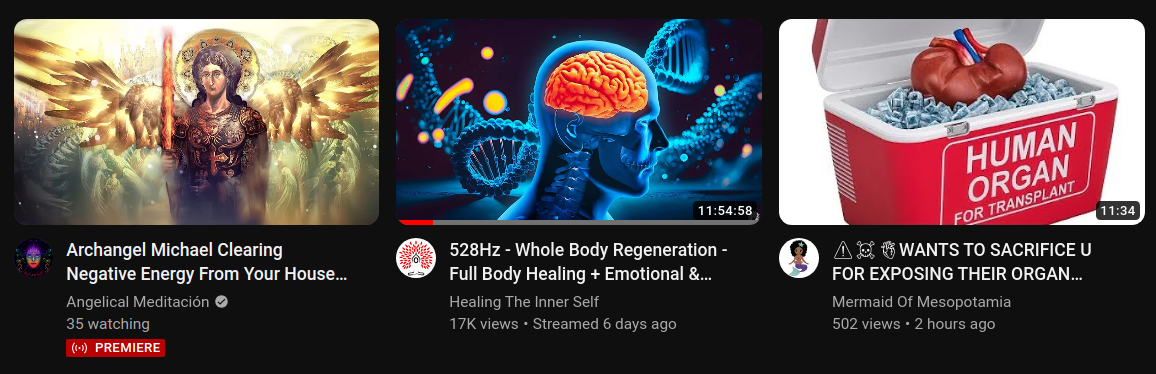 HUMAN
ORGAN
FOR TRANSPLANT
11:54:58
11:34
Archangel Michael Clearing
Negative Energy From Your House...
Angelical Meditación
35 watching
PREMIERE
528Hz - Whole Body Regeneration -
Full Body Healing + Emotional &...
Healing The Inner Self
17K views • Streamed 6 days ago
⚠☠🖏 WANTS TO SACRIFICE U
FOR EXPOSING THEIR ORGAN...
Mermaid Of Mesopotamia
502 views • 2 hours ago